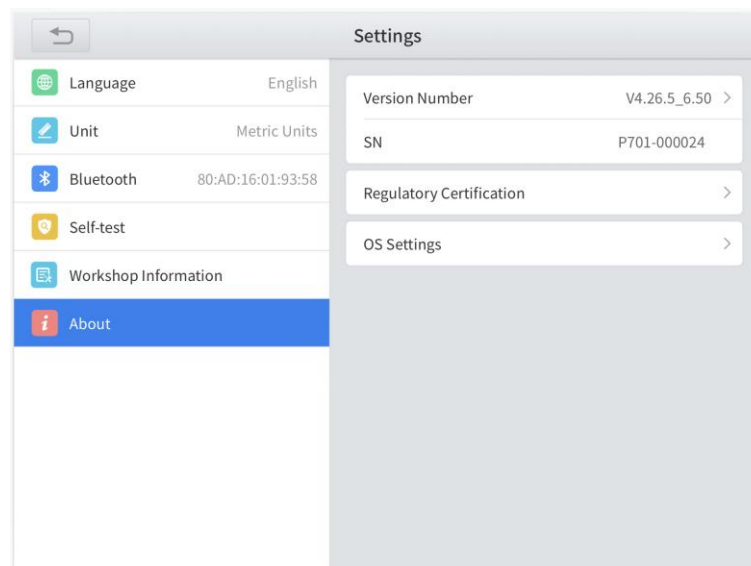 Settings
Language English
Unit Metric Units
Bluetooth 80:AD:16:01:93:58
Self-test
Workshop Information
i About
Version Number V4.26.5_6.50 >
SN P701-000024
Regulatory Certification >
OS Settings >